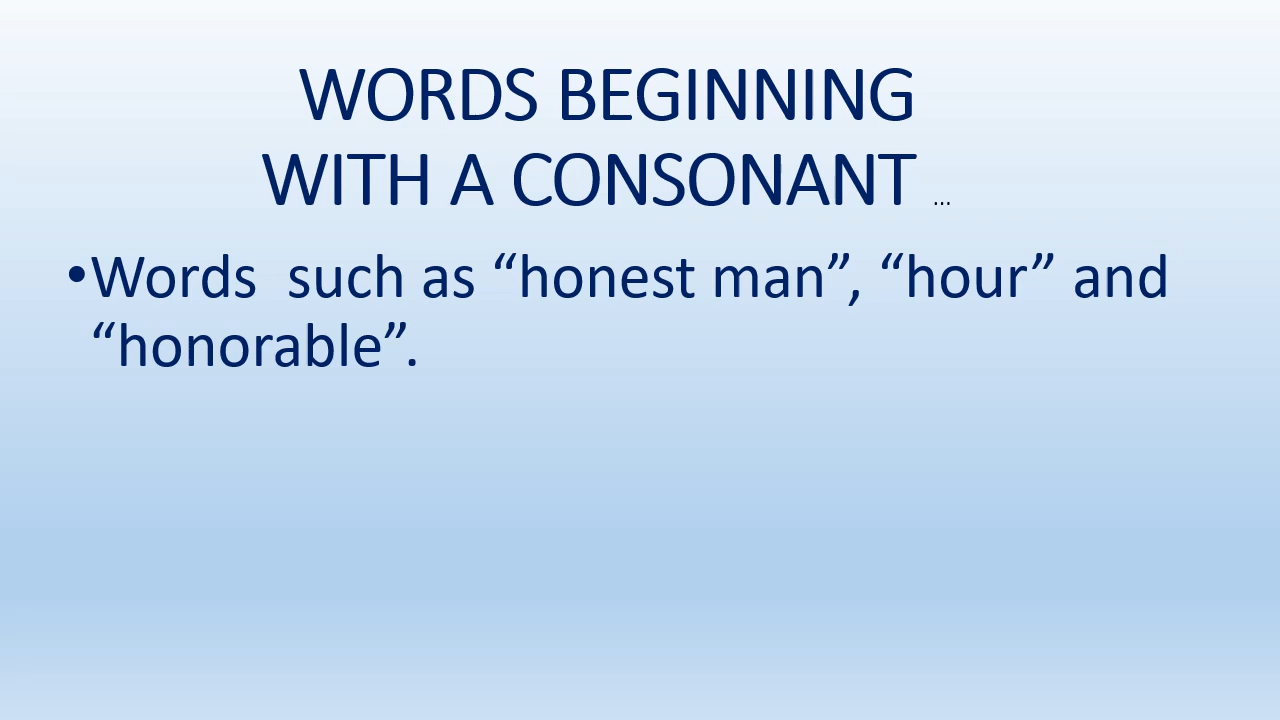 WORDS BEGINNING
WITH A CONSONANT ...
•Words  such as “honest man”, “hour” and
“honorable”.